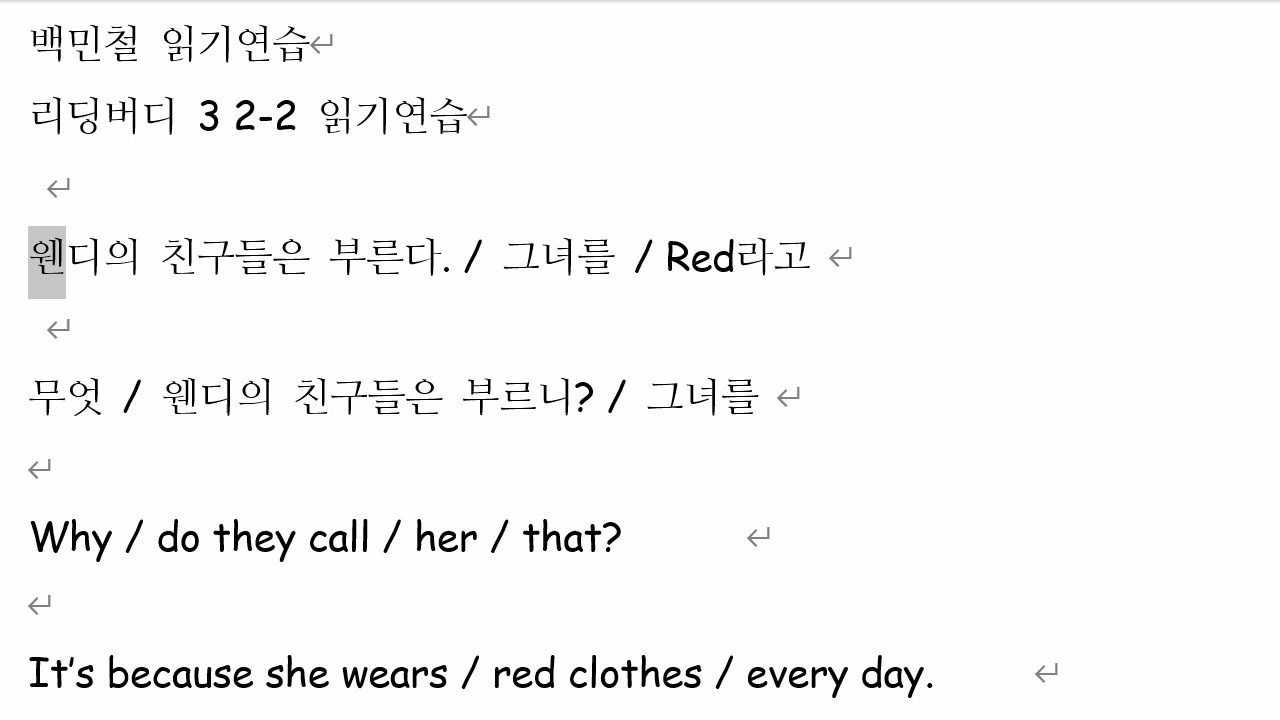 백민철 읽기연습
리딩버디 3 2-2 읽기연습
웬디의 친구들은 부른다. / 그녀를 / Red라고
무엇 / 웬디의 친구들은 부르니? / 그녀를
Why / do they call / her / that?
It's because she wears / red clothes / every day.